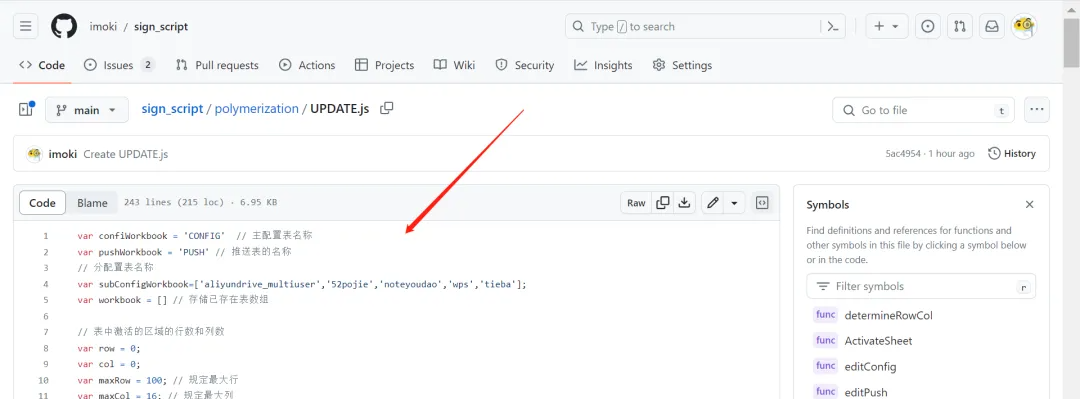 imoki / sign_script
Type / to search
Code
Issues 2
Pull requests
Actions
Projects
Wiki
Security
Insights
Settings
main
sign_script / polymerization / UPDATE.js
Go to file t
imoki Create UPDATE.js
5ac4954 · 1 hour ago
History
Code Blame 243 lines (215 loc) · 6.95 KB
Raw
1 var confiWorkbook = 'CONFIG' // 主配置表名称
2 var pushWorkbook = 'PUSH' // 推送表的名称
3 // 分配置表名称
4 var subConfigWorkbook=['aliyundrive_multiuser','52pojie','noteyoudao','wps','tieba'];
5 var workbook = [] // 存储已存在表数组
6
7 // 表中激活的区域的行数和列数
8 var row = 0;
9 var col = 0;
10 var maxRow = 100; // 规定最大行
11 var maxCol = 16; // 规定最大列
Symbols
Find definitions and references for functions and
other symbols in this file by clicking a symbol below
or in the code.
Filter symbols r
func determineRowCol
func ActivateSheet
func editConfig
func editPush